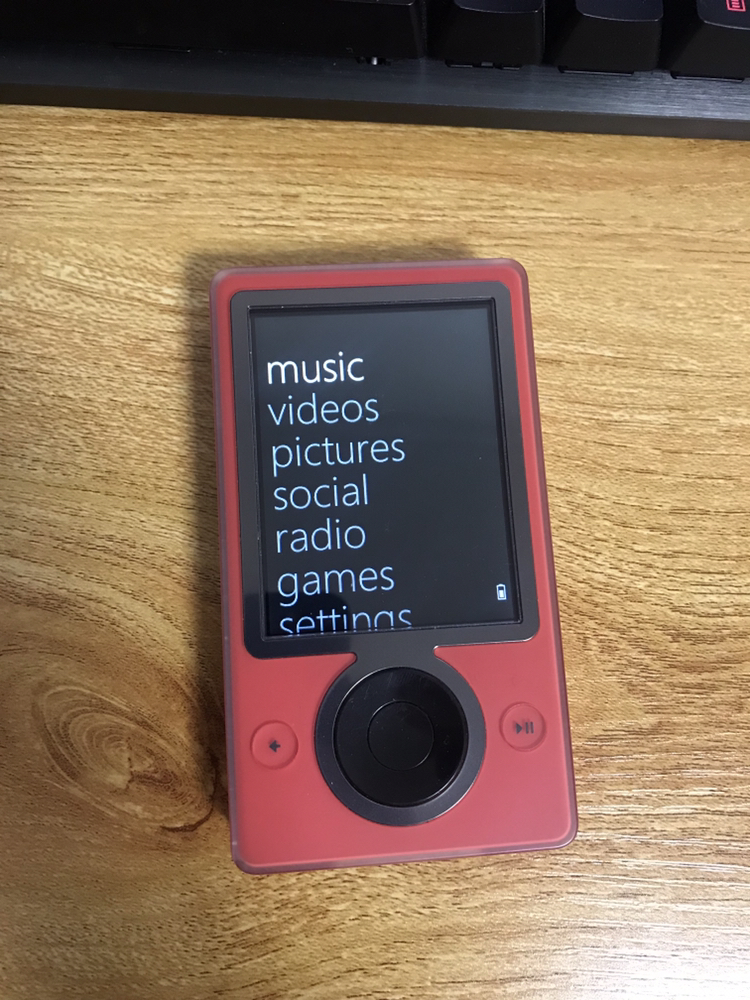 music
videos
pictures
social
radio
games
settings